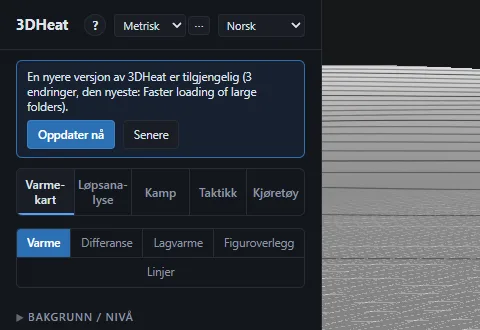 3DHeat ? Metrisk ... Norsk
En nyere versjon av 3DHeat er tilgjengelig (3
endringer, den nyeste: Faster loading of large
folders).
Oppdater nå Senere
Varme-
kart
Løpsana-
lyse
Kamp Taktikk Kjøretøy
Varme Differanse Lagvarme Figuroverlegg
Linjer
BAKGRUNN / NIVÅ